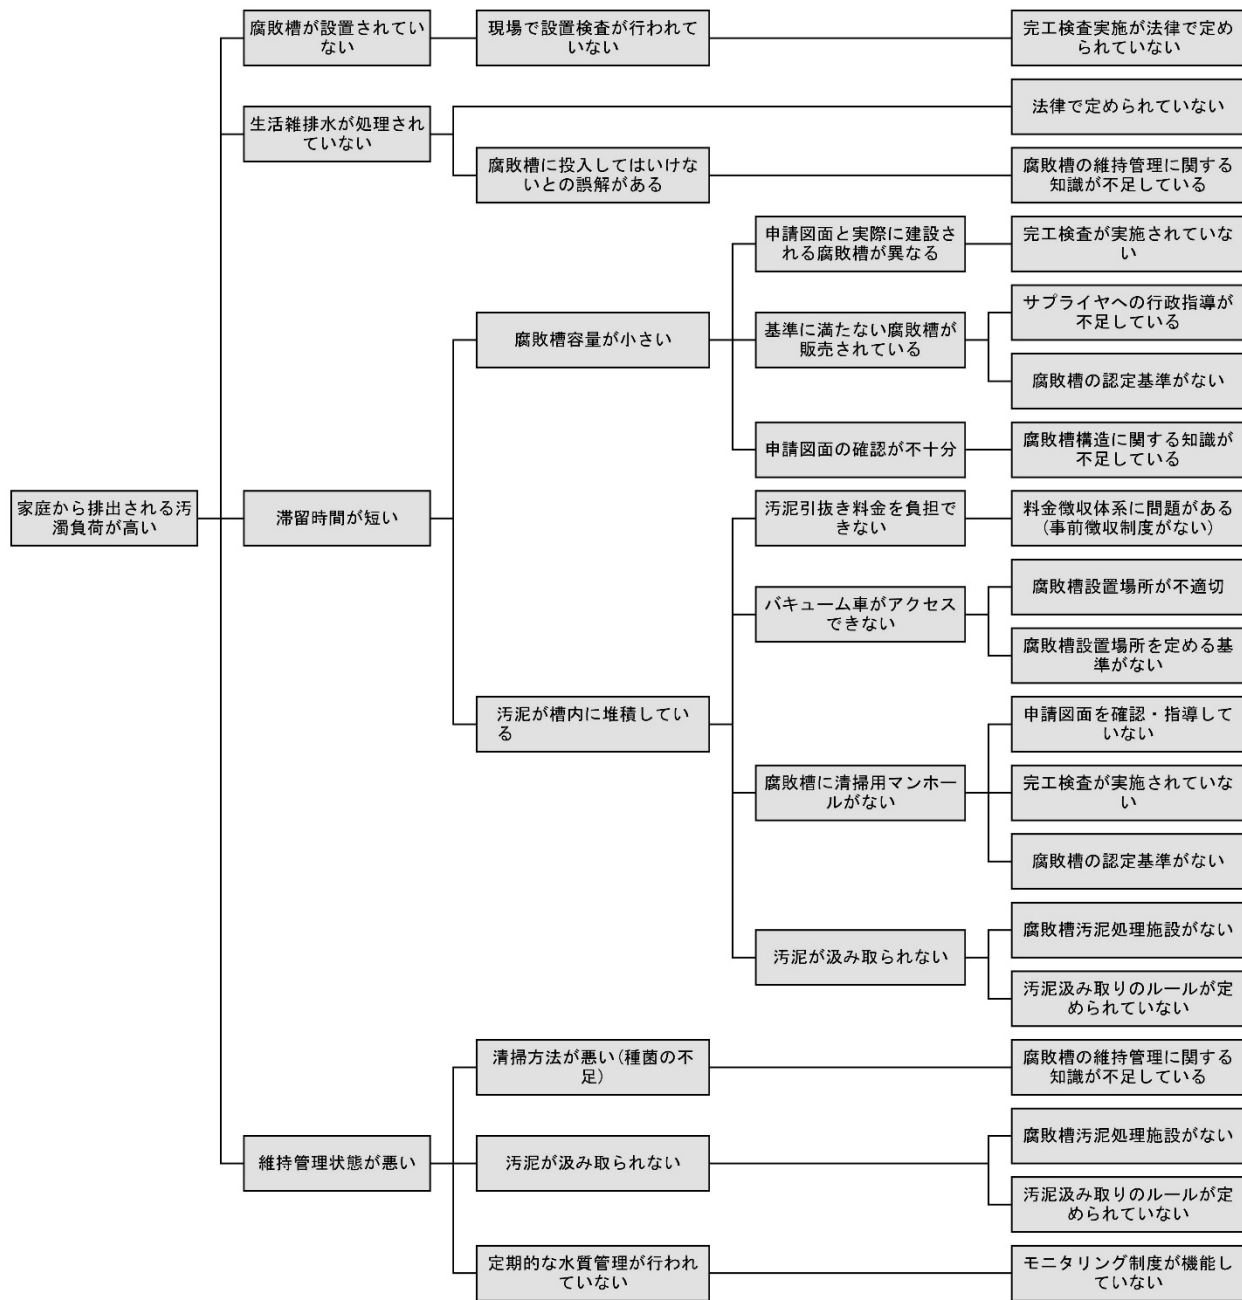 腐敗槽が設置されてい
ない
現場で設置検査が行われて
いない
完工検査実施が法律で定め
られていない
生活雑排水が処理され
ていない
法律で定められていない
腐敗槽に投入してはいけな
いとの誤解がある
腐敗槽の維持管理に関する
知識が不足している
家庭から排出される汚
濁負荷が高い
滞留時間が短い
腐敗槽容量が小さい
申請図面と実際に建設さ
れる腐敗槽が異なる
完工検査が実施されていな
い
基準に満たない腐敗槽が
販売されている
サプライヤへの行政指導が
不足している
腐敗槽の認定基準がない
申請図面の確認が不十分
腐敗槽構造に関する知識が
不足している
汚泥が槽内に堆積してい
る
汚泥引抜き料金を負担で
きない
料金徴収体系に問題がある
(事前徴収制度がない)
バキューム車がアクセス
できない
腐敗槽設置場所が不適切
腐敗槽設置場所を定める基
準がない
腐敗槽に清掃用マンホー
ルがない
申請図面を確認・指導して
いない
完工検査が実施されていな
い
腐敗槽の認定基準がない
汚泥が汲み取られない
腐敗槽汚泥処理施設がない
汚泥汲み取りのルールが定
められていない
維持管理状態が悪い
清掃方法が悪い(種菌の不
足)
腐敗槽の維持管理に関する
知識が不足している
汚泥が汲み取られない
腐敗槽汚泥処理施設がない
汚泥汲み取りのルールが定
められていない
定期的な水質管理が行われ
ていない
モニタリング制度が機能し
ていない